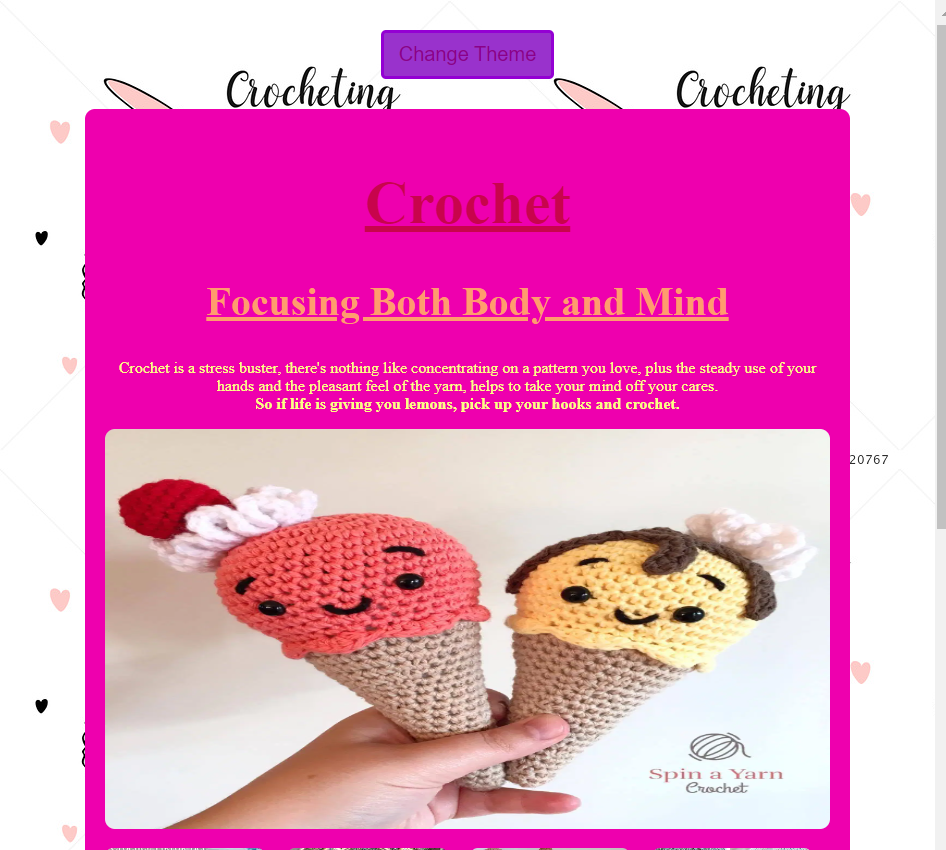 Change Theme
Crocheting
Crocheting
Crochet
Focusing Both Body and Mind
Crochet is a stress buster, there's nothing like concentrating on a pattern you love, plus the steady use of your
hands and the pleasant feel of the yarn, helps to take your mind off your cares.
So if life is giving you lemons, pick up your hooks and crochet.
20767
Spin a Yarn
Crochet